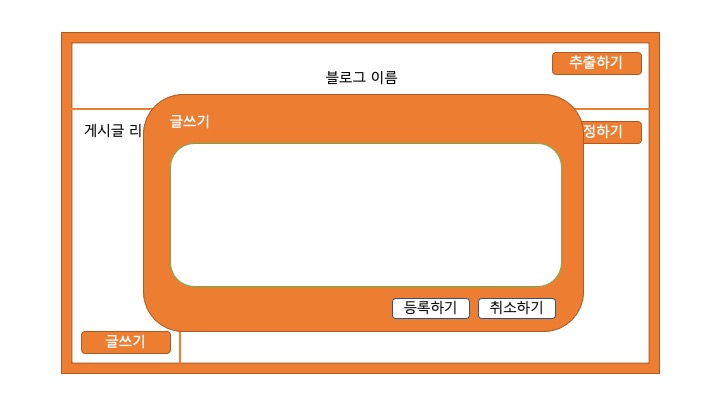 추출하기
블로그 이름
게시글 리
정하기
글쓰기
등록하기 취소하기
글쓰기